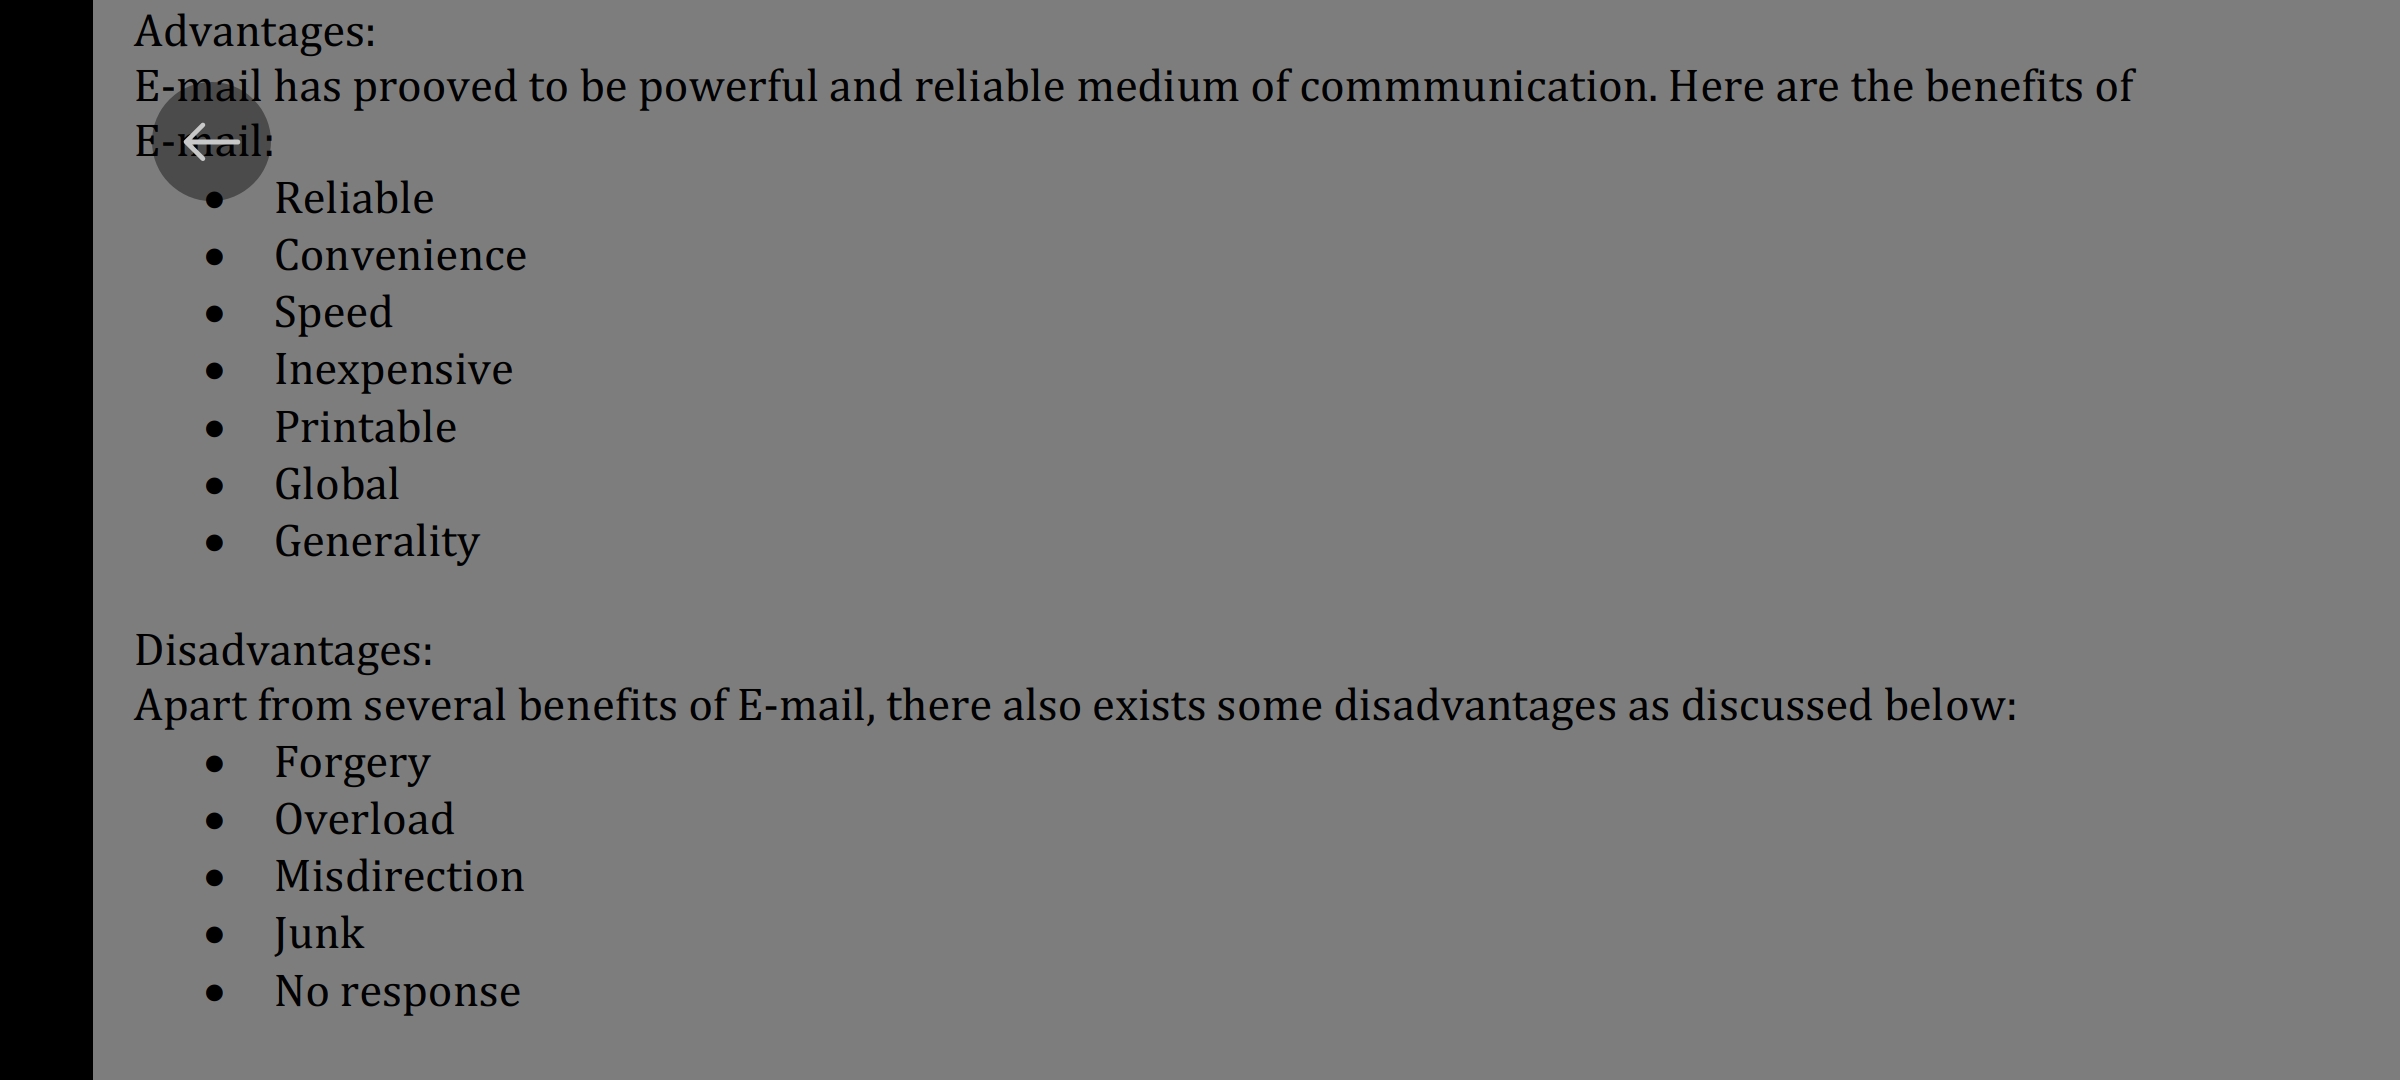 Advantages:
E-mail has prooved to be powerful and reliable medium of commmunication. Here are the benefits of
E-mail:
● Reliable
● Convenience
● Speed
● Inexpensive
● Printable
● Global
● Generality
Disadvantages:
Apart from several benefits of E-mail, there also exists some disadvantages as discussed below:
● Forgery
● Overload
● Misdirection
● Junk
● No response